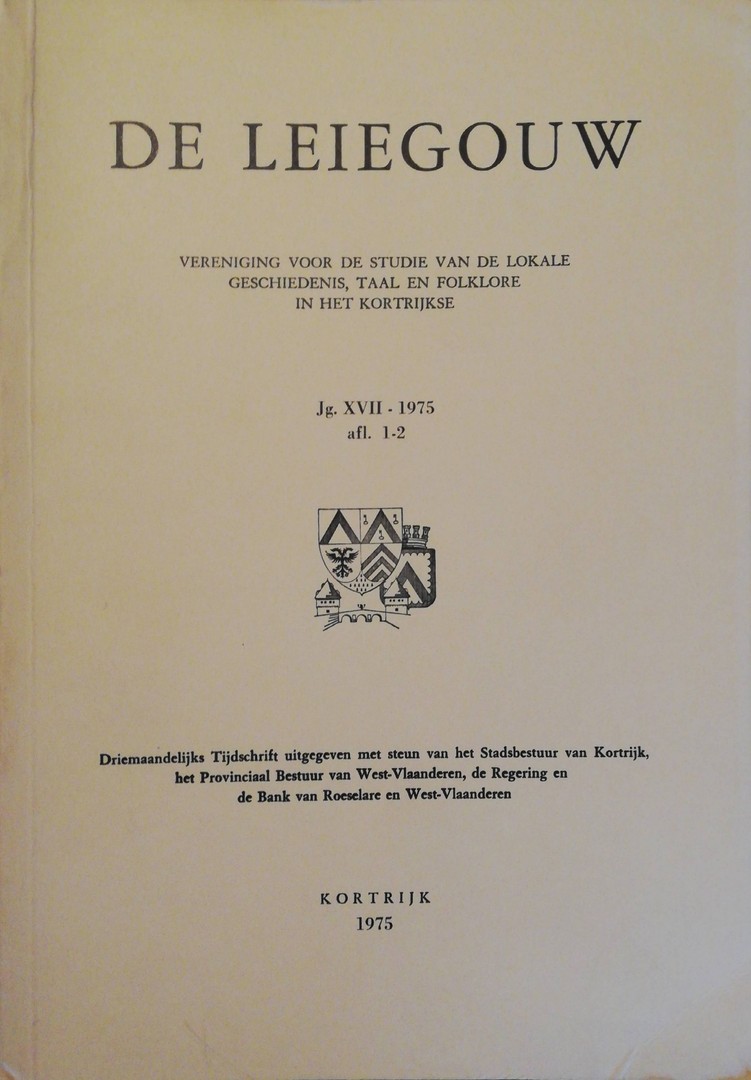 DE LEIEGOUW
VERENIGING VOOR DE STUDIE VAN DE LOKALE
GESCHIEDENIS, TAAL EN FOLKLORE
IN HET KORTRIJKSE
Jg. XVII - 1975
afl. 1-2
Driemaandelijks Tijdschrift uitgegeven met steun van het Stadsbestuur van Kortrijk,
het Provinciaal Bestuur van West-Vlaanderen, de Regering en
de Bank van Roeselare en West-Vlaanderen
KORTRIJK
1975